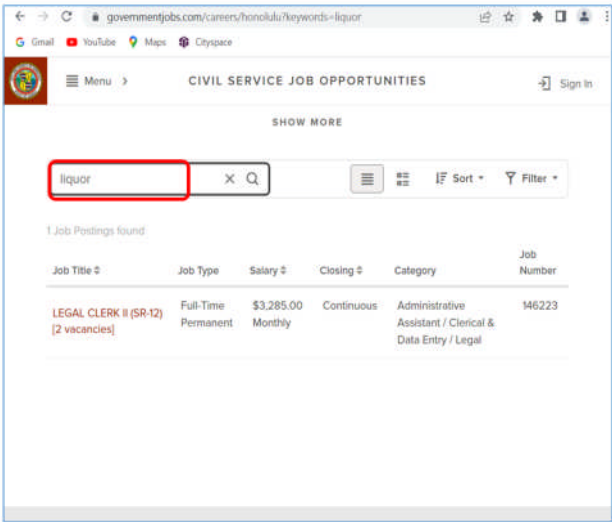 governmentjobs.com/careers/honolulu?keywords=liquor
Gmail YouTube Maps Cityspace
Menu > CIVIL SERVICE JOB OPPORTUNITIES Sign In
SHOW MORE
liquor Sort Filter
1 Job Postings found
Job Title Job Type Salary Closing Category Job Number
LEGAL CLERK II (SR-12) Full-Time $3,285.00 Continuous Administrative 146223
[2 vacancies] Permanent Monthly Assistant / Clerical &
Data Entry / Legal